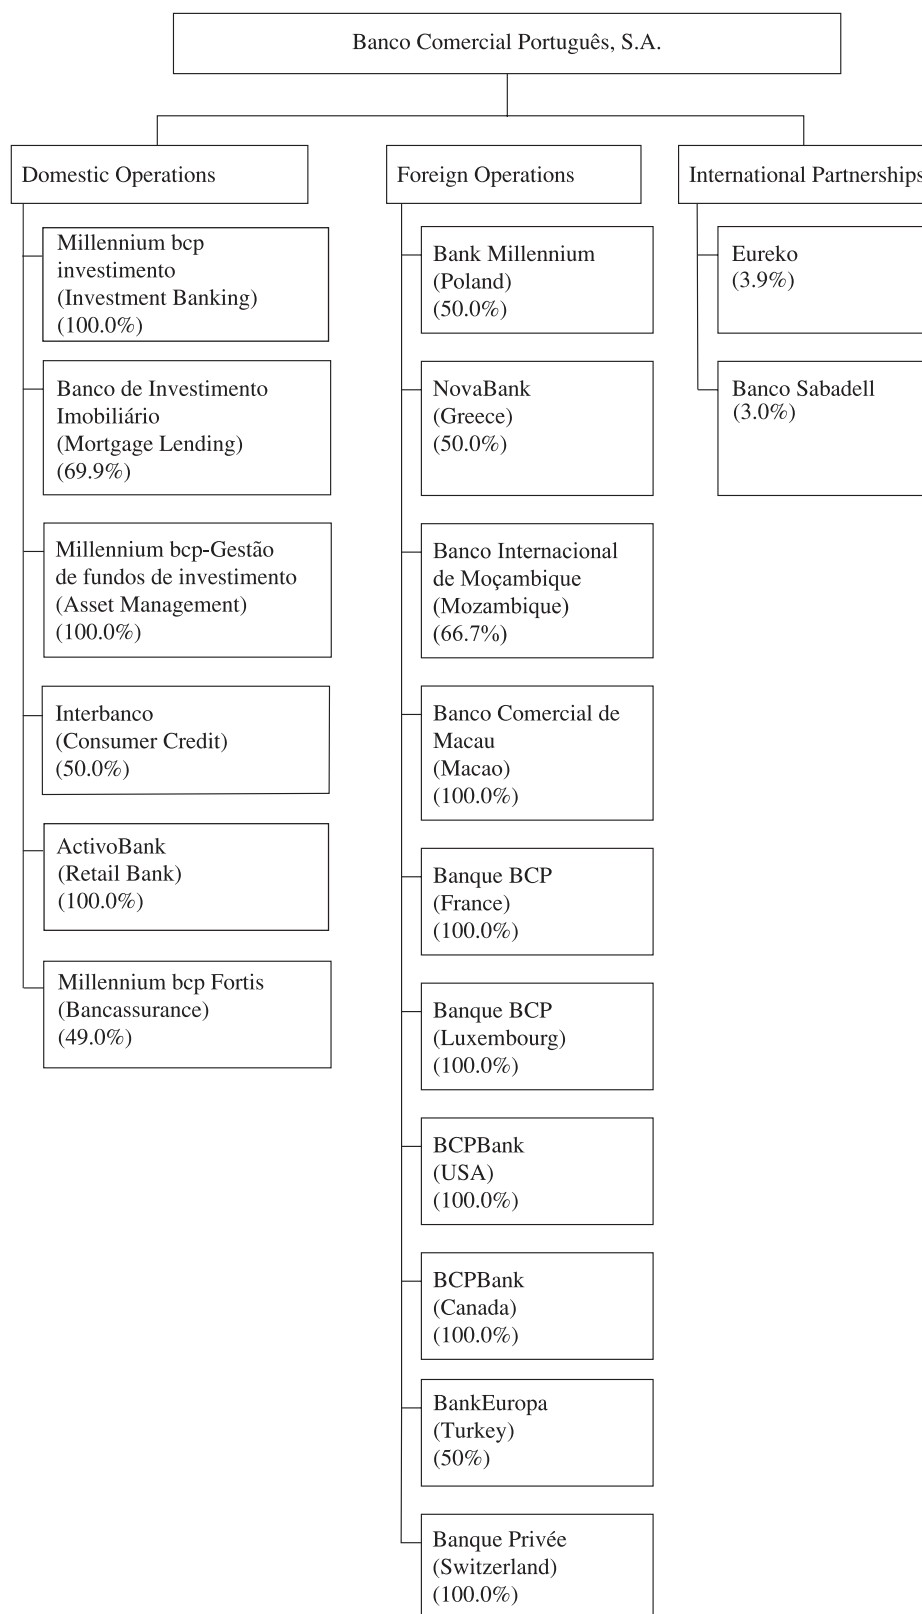 Banco Comercial Português, S.A.
Domestic Operations
Millennium bcp
investimento
(Investment Banking)
(100.0%)
Banco de Investimento
Imobiliário
(Mortgage Lending)
(69.9%)
Millennium bcp-Gestão
de fundos de investimento
(Asset Management)
(100.0%)
Interbanco
(Consumer Credit)
(50.0%)
ActivoBank
(Retail Bank)
(100.0%)
Millennium bcp Fortis
(Bancassurance)
(49.0%)
Foreign Operations
Bank Millennium
(Poland)
(50.0%)
NovaBank
(Greece)
(50.0%)
Banco Internacional
de Moçambique
(Mozambique)
(66.7%)
Banco Comercial de
Macau
(Macao)
(100.0%)
Banque BCP
(France)
(100.0%)
Banque BCP
(Luxembourg)
(100.0%)
BCPBank
(USA)
(100.0%)
BCPBank
(Canada)
(100.0%)
BankEuropa
(Turkey)
(50%)
Banque Privée
(Switzerland)
(100.0%)
International Partnerships
Eureko
(3.9%)
Banco Sabadell
(3.0%)